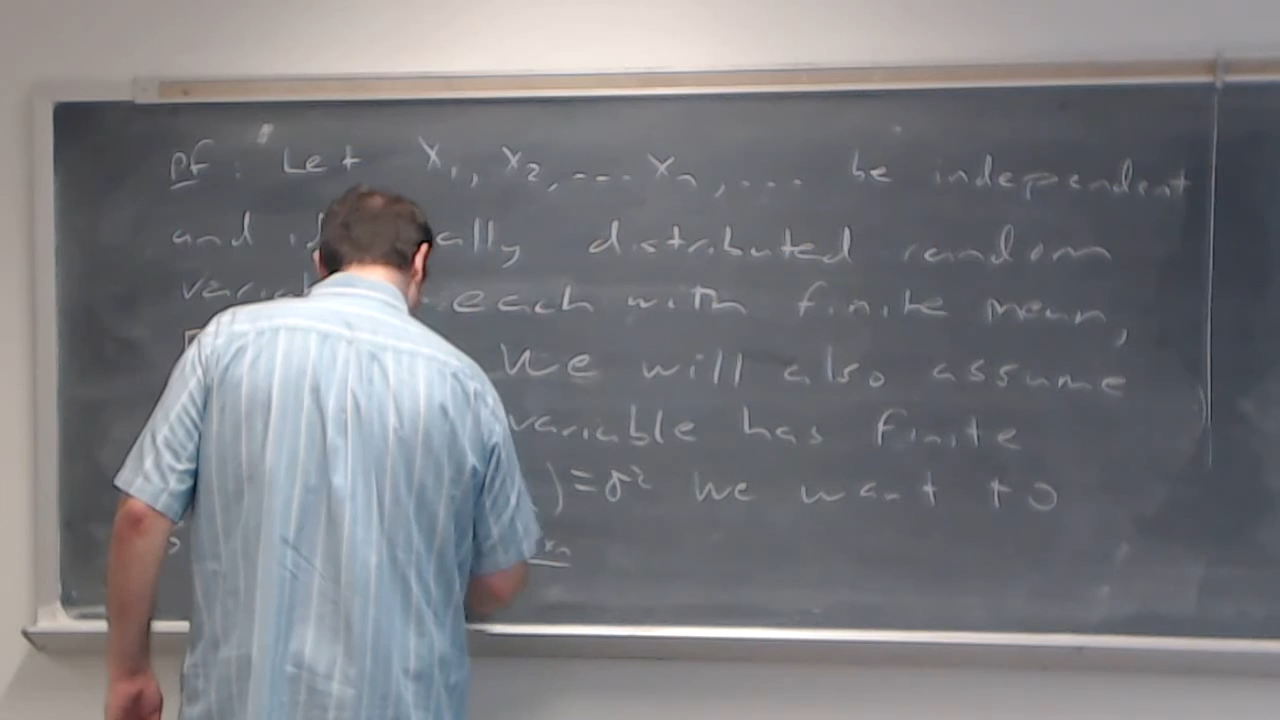 pf: Let X₁, X₂, ... Xₙ, .... be independent
and ally distributed random
each with finite mean,
We will also assume
variable has finite
) = σ² We want to
xₙ